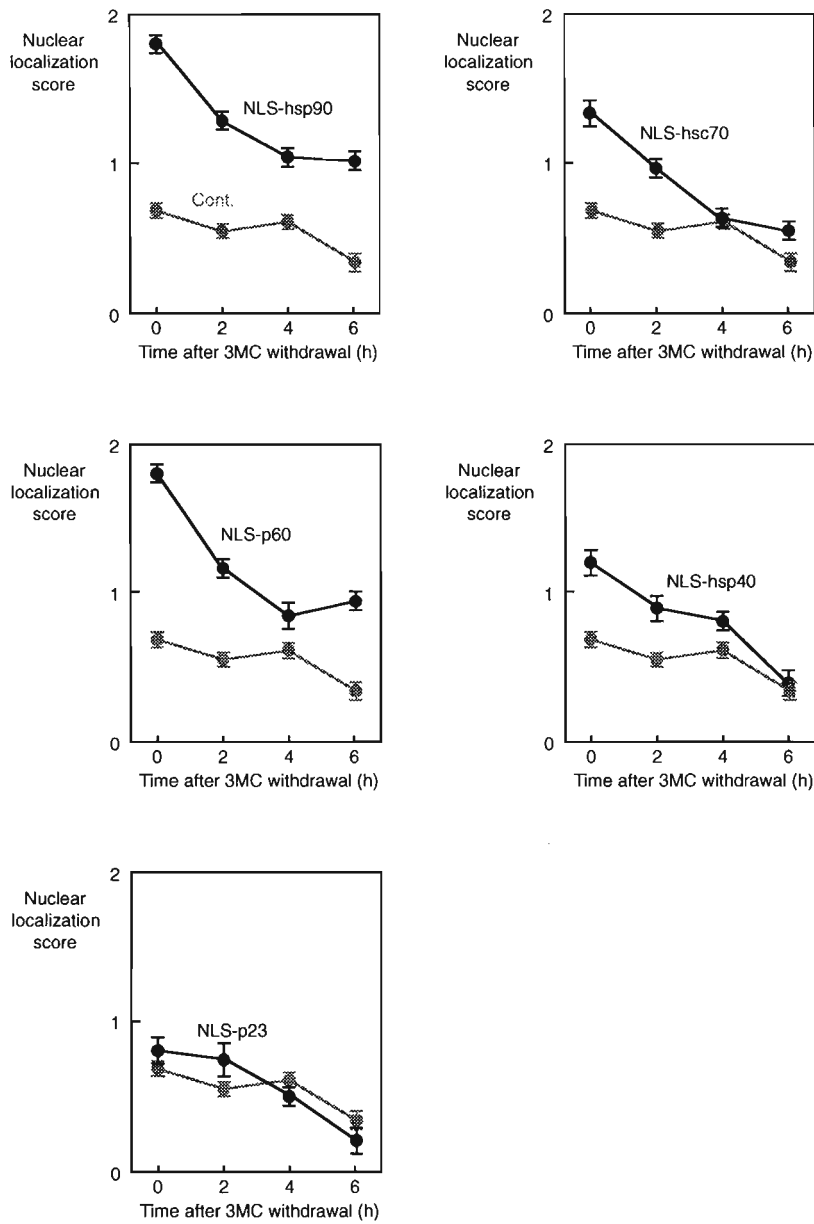 2
Nuclear
localization
score
NLS-hsp90
1
Cont.
0
0 2 4 6
Time after 3MC withdrawal (h)
2
Nuclear
localization
score
NLS-hsc70
1
0
0 2 4 6
Time after 3MC withdrawal (h)
2
Nuclear
localization
score
NLS-p60
1
0
0 2 4 6
Time after 3MC withdrawal (h)
2
Nuclear
localization
score
NLS-hsp40
1
0
0 2 4 6
Time after 3MC withdrawal (h)
2
Nuclear
localization
score
1
NLS-p23
0
0 2 4 6
Time after 3MC withdrawal (h)